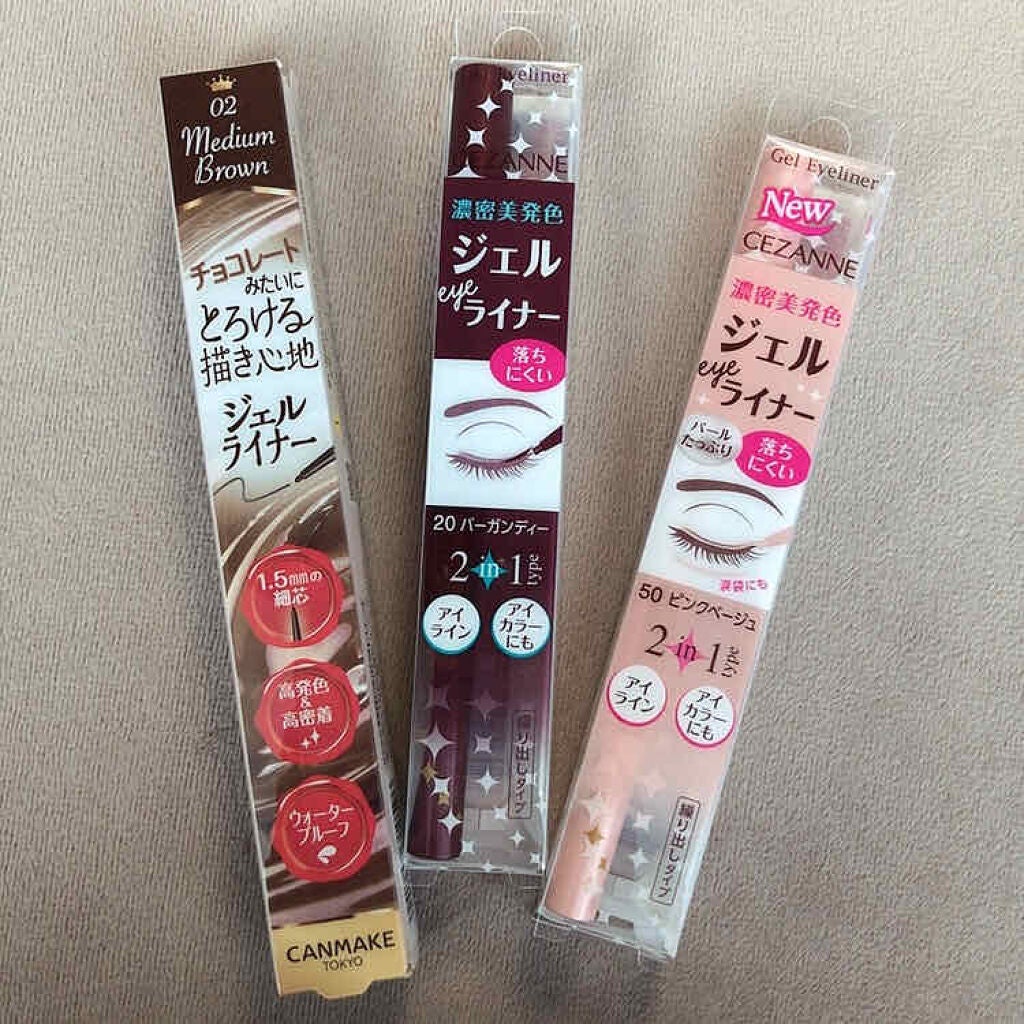 02
Medium
Brown
チョコレート
みたいに
とろける
描き心地
ジェル
ライナー
1.5mmの
細芯
高発色
&
高密着
ウォーター
プルーフ
CANMAKE
TOKYO
Eyeliner
CEZANNE
濃密美発色
ジェル
eye
ライナー
落ち
にくい
20 バーガンディー
2 in 1 type
アイ
ライン
アイ
カラー
にも
繰り出しタイプ
Gel Eyeliner
New
CEZANNE
濃密美発色
ジェル
eye
ライナー
パール
たっぷり
落ち
にくい
涙袋にも
50 ピンクベージュ
2 in 1 type
アイ
ライン
アイ
カラー
にも
繰り出しタイプ